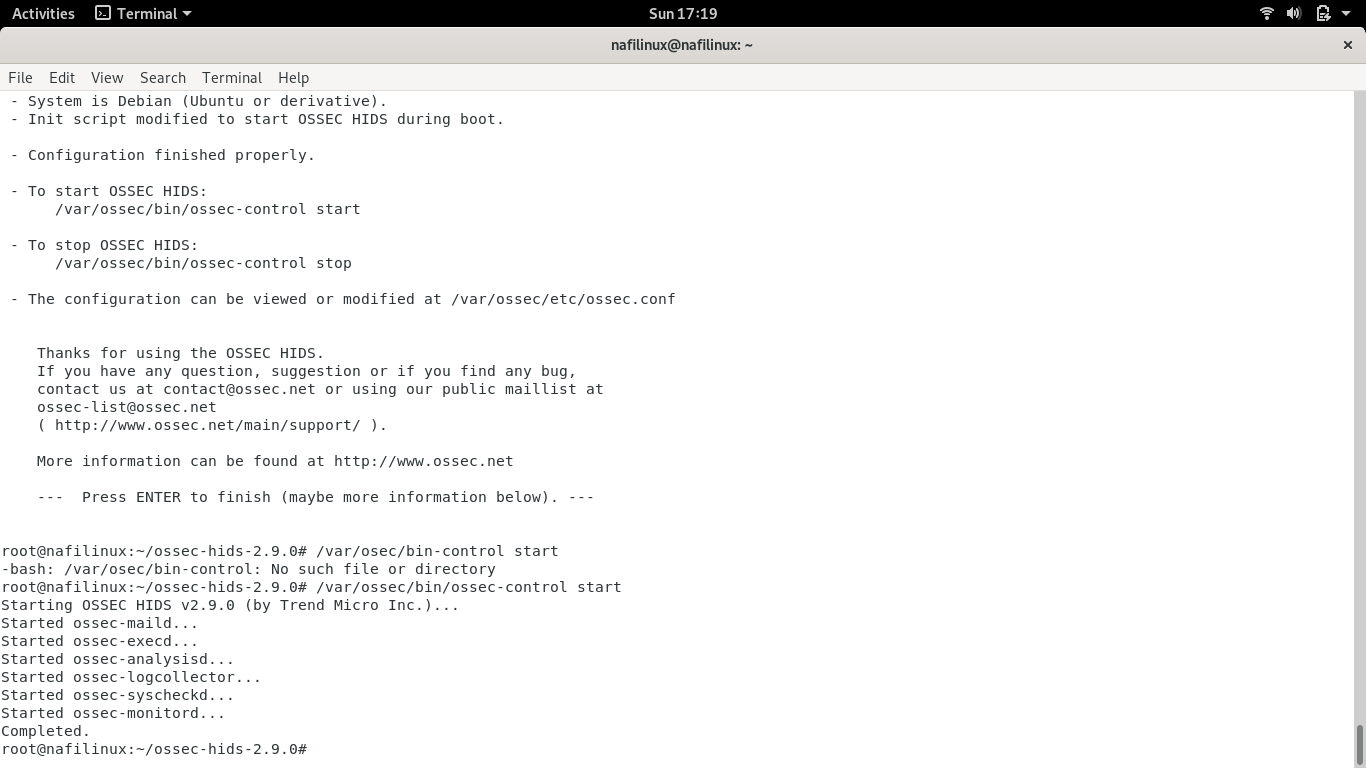 Activities Terminal Sun 17:19
nafilinux@nafilinux: ~ ×
File Edit View Search Terminal Help
- System is Debian (Ubuntu or derivative).
- Init script modified to start OSSEC HIDS during boot.
- Configuration finished properly.
- To start OSSEC HIDS:
/var/ossec/bin/ossec-control start
- To stop OSSEC HIDS:
/var/ossec/bin/ossec-control stop
- The configuration can be viewed or modified at /var/ossec/etc/ossec.conf
Thanks for using the OSSEC HIDS.
If you have any question, suggestion or if you find any bug,
contact us at contact@ossec.net or using our public maillist at
ossec-list@ossec.net
( http://www.ossec.net/main/support/ ).
More information can be found at http://www.ossec.net
---  Press ENTER to finish (maybe more information below). ---
root@nafilinux:~/ossec-hids-2.9.0# /var/osec/bin-control start
-bash: /var/osec/bin-control: No such file or directory
root@nafilinux:~/ossec-hids-2.9.0# /var/ossec/bin/ossec-control start
Starting OSSEC HIDS v2.9.0 (by Trend Micro Inc.)...
Started ossec-maild...
Started ossec-execd...
Started ossec-analysisd...
Started ossec-logcollector...
Started ossec-syscheckd...
Started ossec-monitord...
Completed.
root@nafilinux:~/ossec-hids-2.9.0#